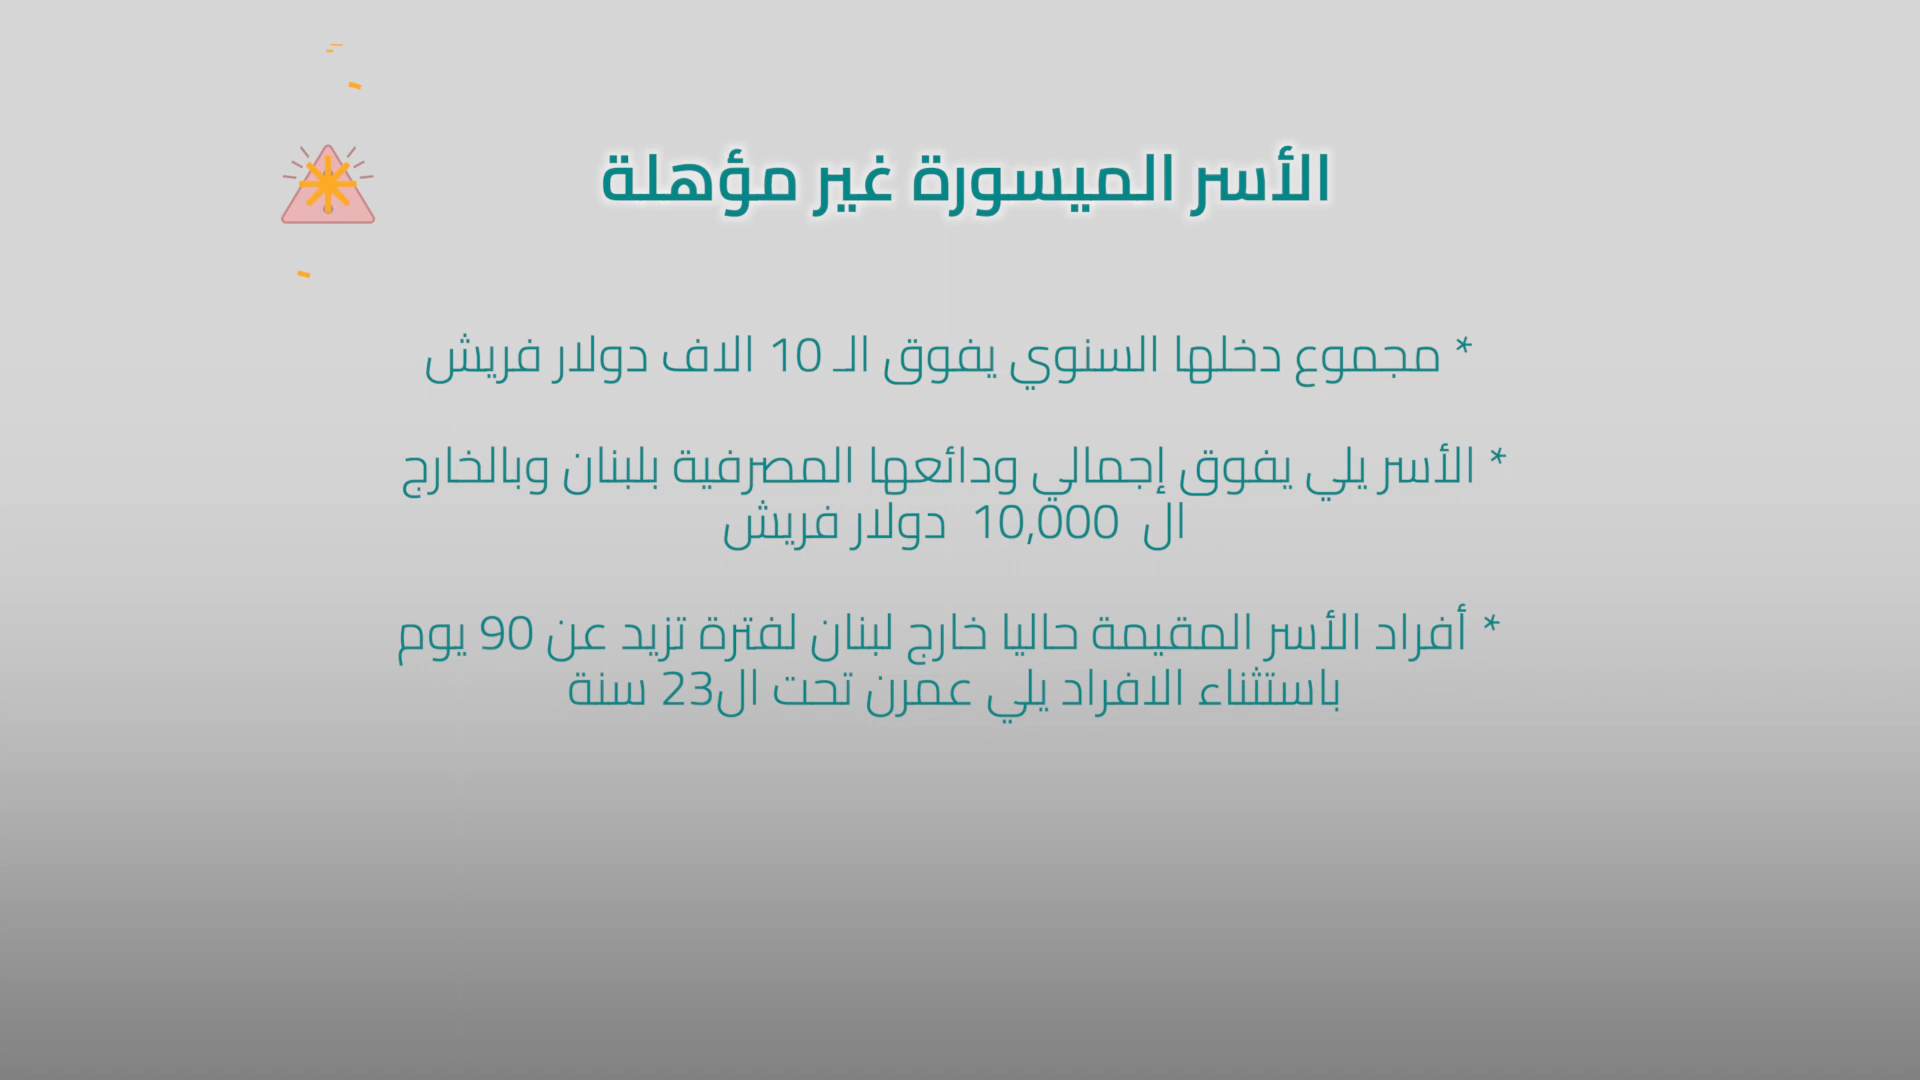 الأسر الميسورة غير مؤهلة
* مجموع دخلها السنوي يفوق الـ 10 الاف دولار فريش
* الأسر يلي يفوق إجمالي ودائعها المصرفية بلبنان وبالخارج
ال 10,000 دولار فريش
* أفراد الأسر المقيمة حاليا خارج لبنان لفترة تزيد عن 90 يوم
باستثناء الافراد يلي عمرن تحت ال23 سنة